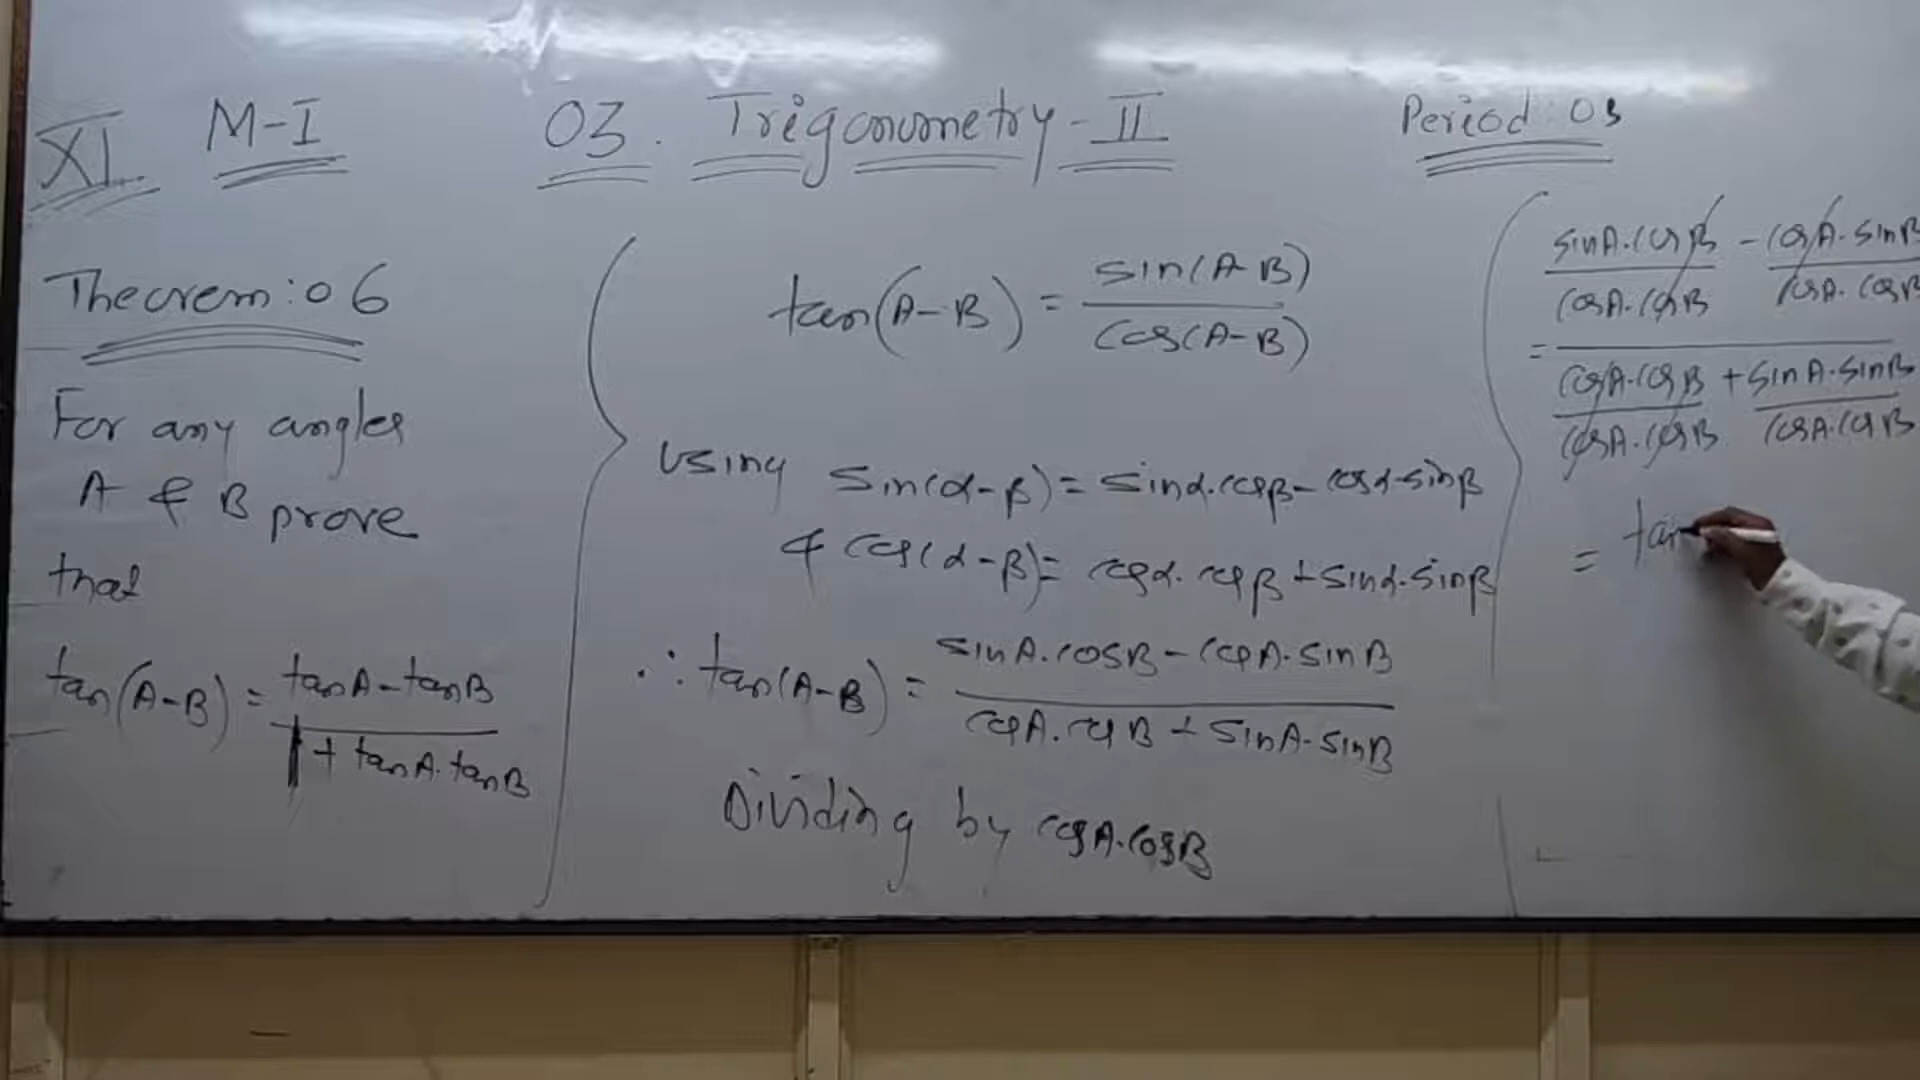 XI M-I 03. Trigonometry-II Period: 03
Theorem: 06
For any angles
A & B prove
that
tan(A-B) = tanA-tanB
1 + tanA.tanB
tan(A-B) = sin(A-B)
cos(A-B)
Using sin(α-β) = sinα.cosβ - cosα.sinβ
& cos(α-β) = cosα.cosβ + sinα.sinβ
∴ tan(A-B) = sinA.cosB - cosA.sinB
cosA.cosB + sinA.sinB
Dividing by cosA.cosB
sinA.cosB - cosA.sinB
cosA.cosB cosA.cosB
=
cosA.cosB + sinA.sinB
cosA.cosB cosA.cosB
= tan